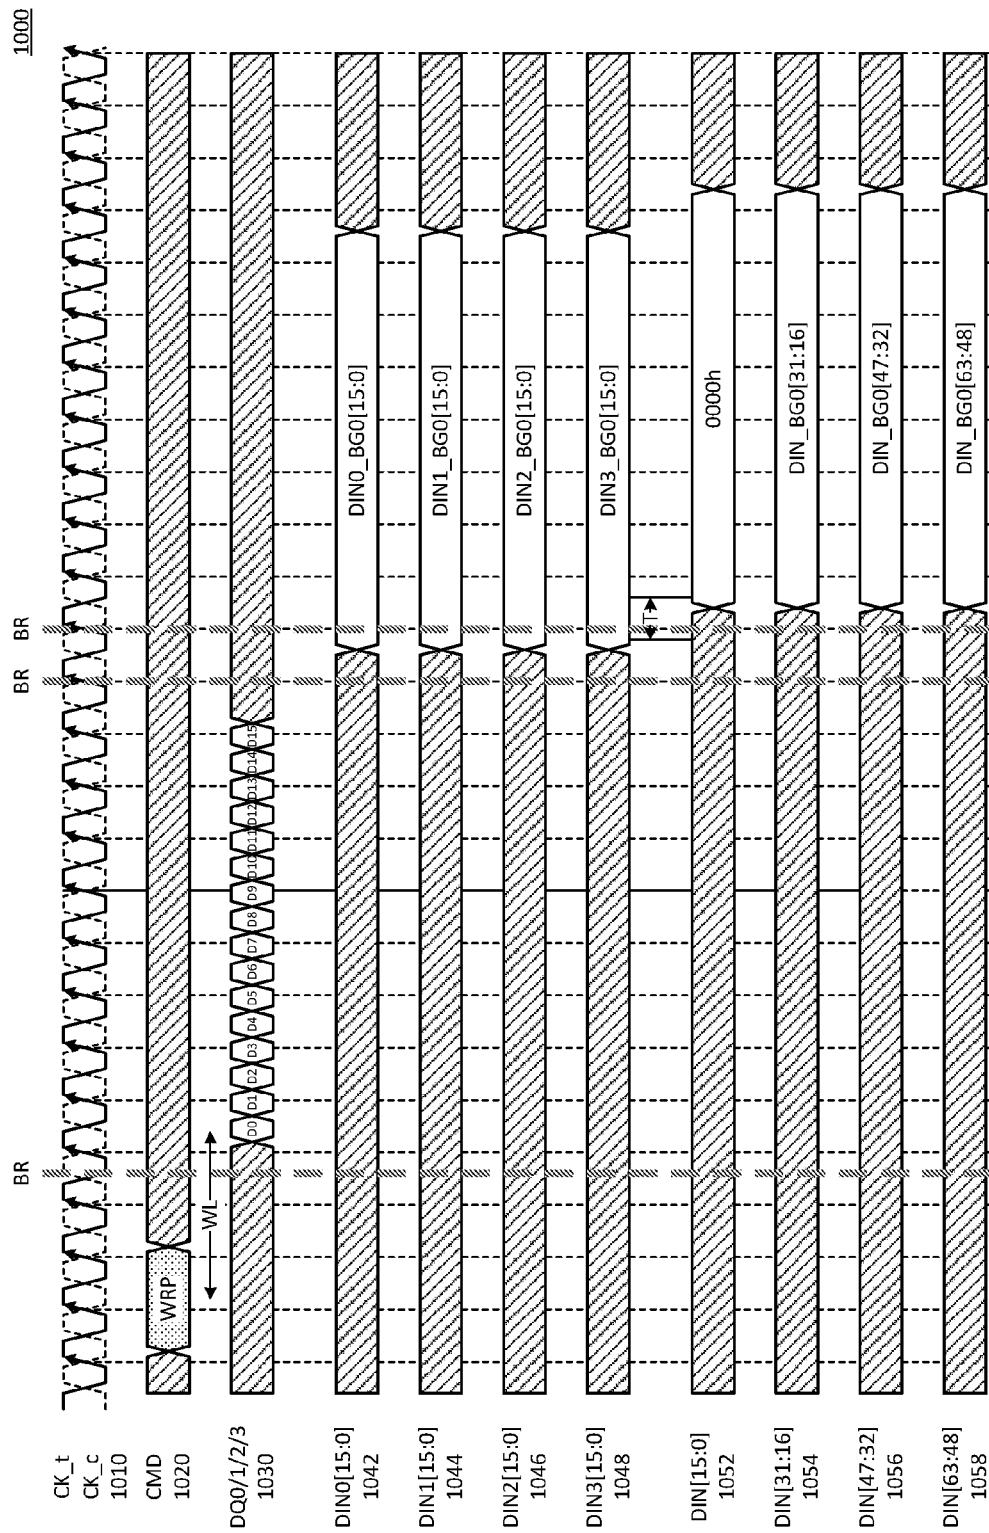 1000
BR
BR
BR
CK_t
CK_c
1010
CMD
1020
WRP
WL
DQ0/1/2/3
1030
D0
D1
D2
D3
D4
D5
D6
D7
D8
D9
D10
D11
D12
D13
D14
D15
DIN0[15:0]
1042
DIN0_BG0[15:0]
DIN1[15:0]
1044
DIN1_BG0[15:0]
DIN2[15:0]
1046
DIN2_BG0[15:0]
DIN3[15:0]
1048
DIN3_BG0[15:0]
T
DIN[15:0]
1052
0000h
DIN[31:16]
1054
DIN_BG0[31:16]
DIN[47:32]
1056
DIN_BG0[47:32]
DIN[63:48]
1058
DIN_BG0[63:48]